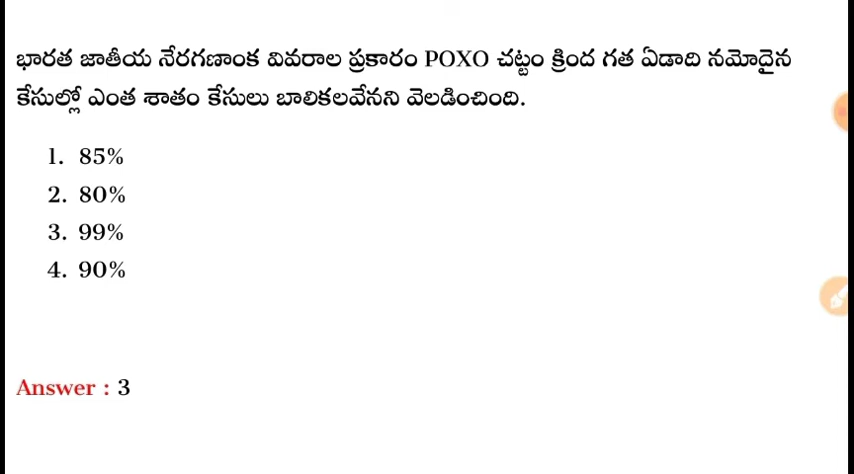 భారత జాతీయ నేరగణాంక వివరాల ప్రకారం POXO చట్టం క్రింద గత ఏడాది నమోదైన
కేసుల్లో ఎంత శాతం కేసులు బాలికలవేనని వెలడించింది.
1. 85%
2. 80%
3. 99%
4. 90%
Answer : 3